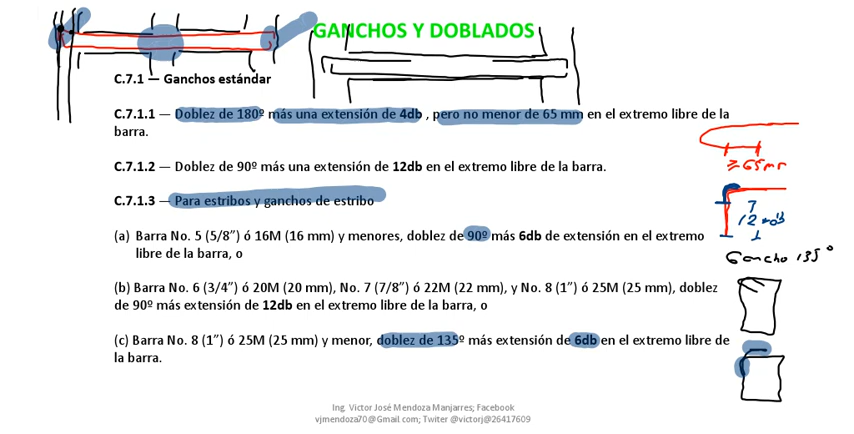 GANCHOS Y DOBLADOS
C.7.1 — Ganchos estándar
C.7.1.1 — Doblez de 180º más una extensión de 4db , pero no menor de 65 mm en el extremo libre de la
barra.
≥65mm
C.7.1.2 — Doblez de 90º más una extensión de 12db en el extremo libre de la barra.
C.7.1.3 — Para estribos y ganchos de estribo
12*db
(a) Barra No. 5 (5/8”) ó 16M (16 mm) y menores, doblez de 90º más 6db de extensión en el extremo
libre de la barra, o
Gancho 135°
(b) Barra No. 6 (3/4”) ó 20M (20 mm), No. 7 (7/8”) ó 22M (22 mm), y No. 8 (1”) ó 25M (25 mm), doblez
de 90º más extensión de 12db en el extremo libre de la barra, o
(c) Barra No. 8 (1”) ó 25M (25 mm) y menor, doblez de 135º más extensión de 6db en el extremo libre de
la barra.
Ing. Victor José Mendoza Manjarres; Facebook
vjmendoza70@Gmail com; Twiter @victorj@26417609